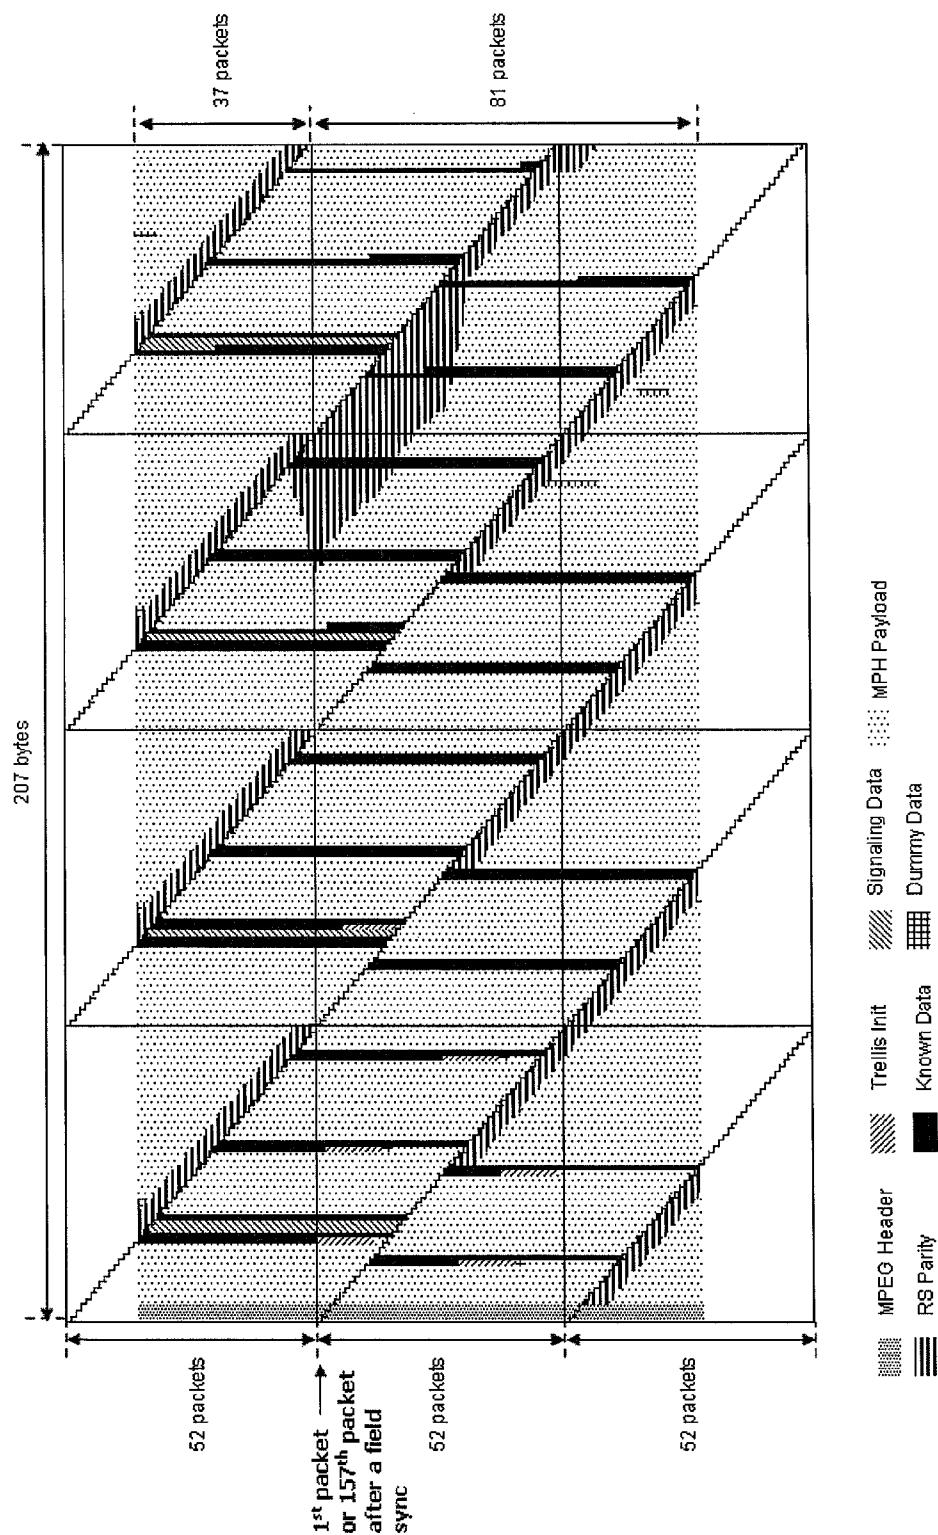 207 bytes
37 packets
81 packets
52 packets
1st packet
or 157th packet
after a field
sync
52 packets
52 packets
MPEG Header
Trellis Init
Signaling Data
MPH Payload
RS Parity
Known Data
Dummy Data